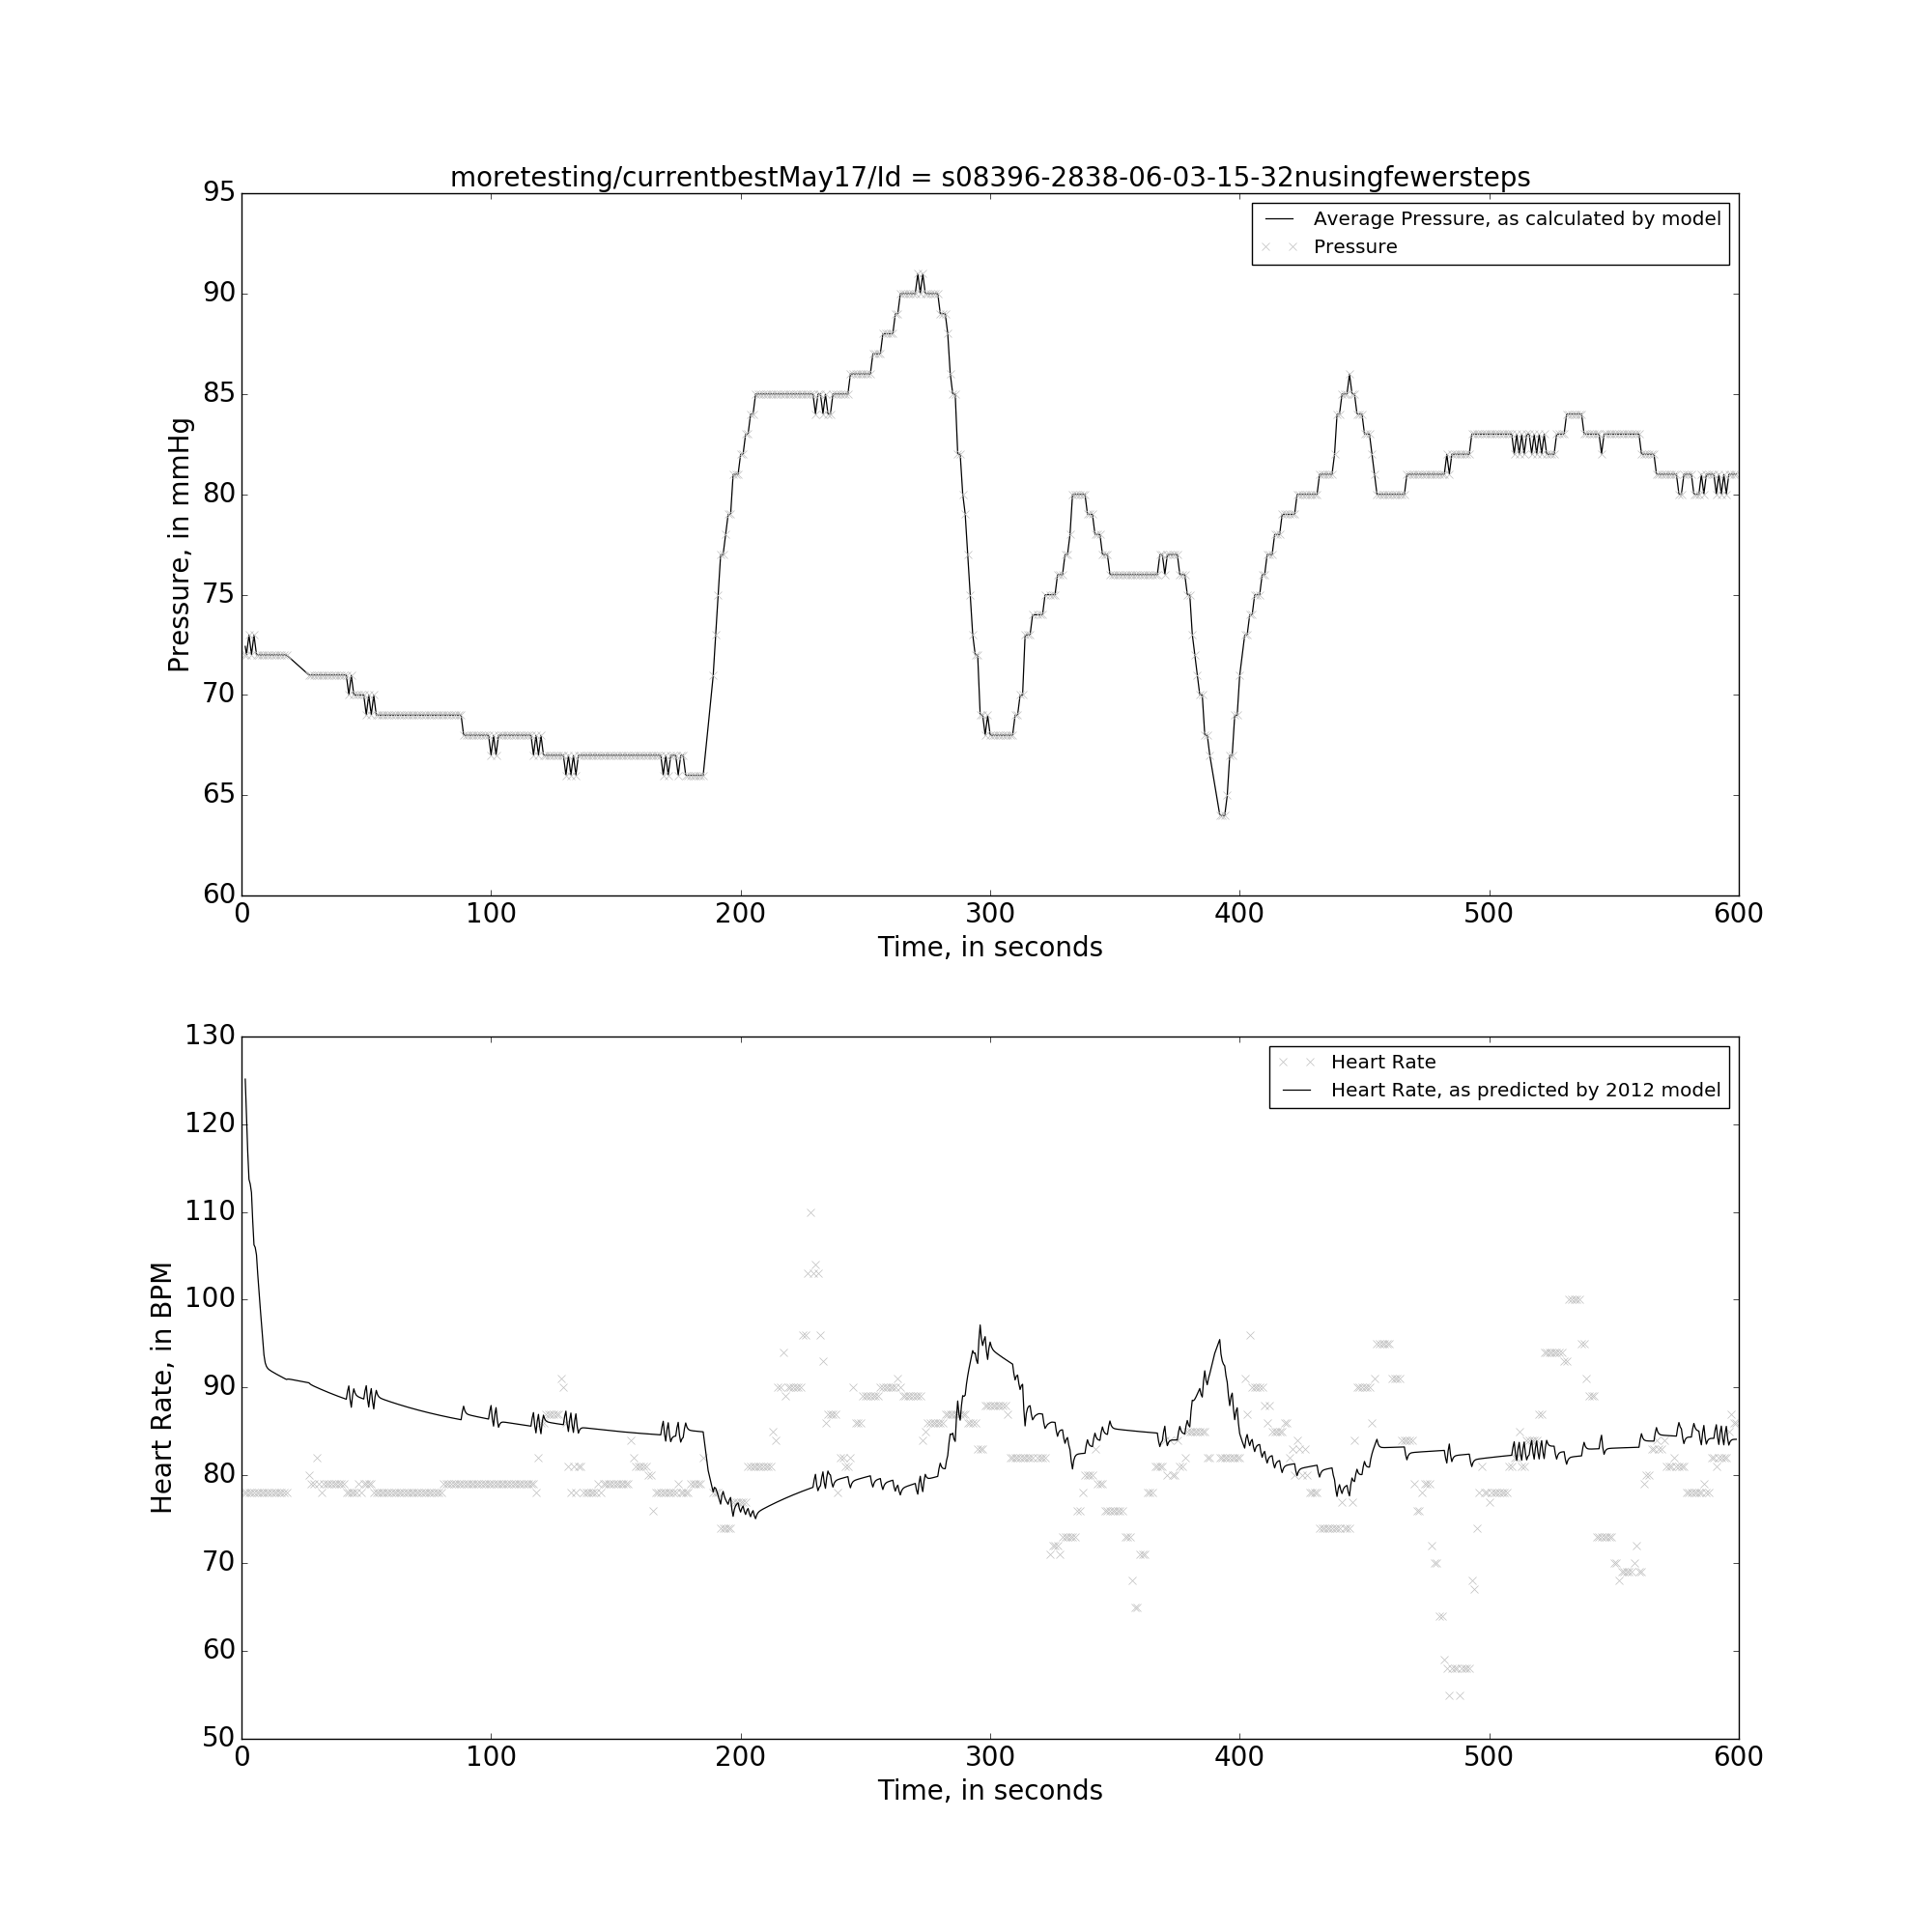 moretesting/currentbestMay17/Id = s08396-2838-06-03-15-32nusingfewersteps
95
90
85
80
75
70
65
60
Pressure, in mmHg
Average Pressure, as calculated by model
Pressure
0 100 200 300 400 500 600
Time, in seconds
130
120
110
100
90
80
70
60
50
Heart Rate, in BPM
Heart Rate
Heart Rate, as predicted by 2012 model
0 100 200 300 400 500 600
Time, in seconds